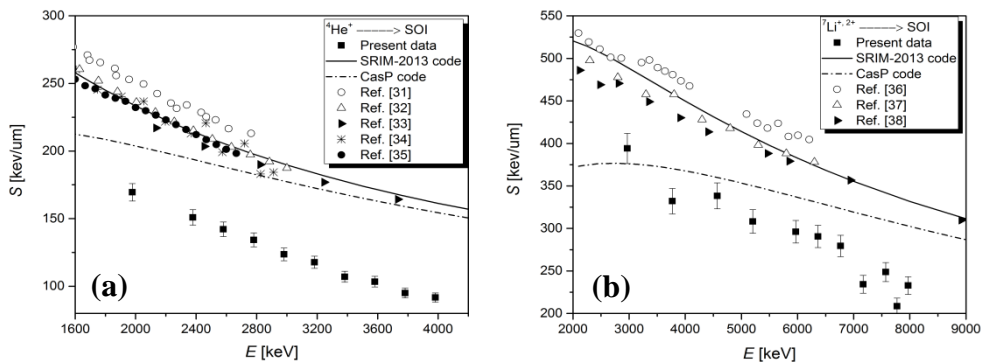 300
250
200
150
100
S [kev/um]
1600
2000
2400
2800
3200
3600
4000
E [keV]
(a)
⁴He⁺ ------> SOI
Present data
SRIM-2013 code
CasP code
Ref. [31]
Ref. [32]
Ref. [33]
Ref. [34]
Ref. [35]
550
500
450
400
350
300
250
200
S [kev/um]
2000
3000
4000
5000
6000
7000
8000
9000
E [keV]
(b)
⁷Li⁺,²⁺ ------> SOI
Present data
SRIM-2013 code
CasP code
Ref. [36]
Ref. [37]
Ref. [38]